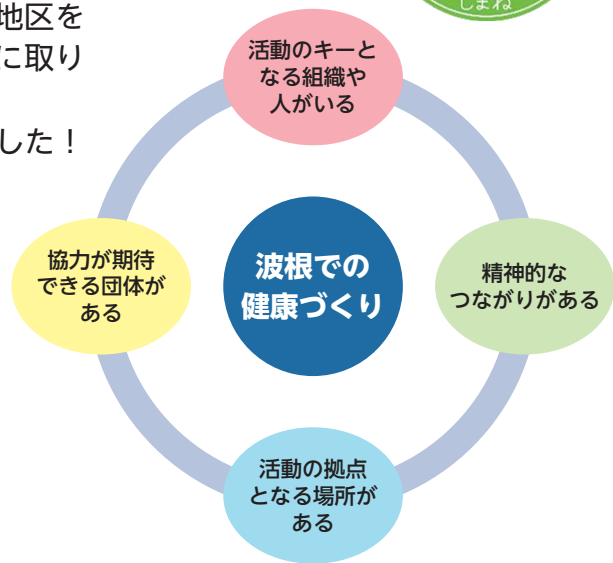 地区を
に取り
した！
しまね
活動のキーと
なる組織や
人がいる
協力が期待
できる団体が
ある
波根での
健康づくり
精神的な
つながりがある
活動の拠点
となる場所が
ある